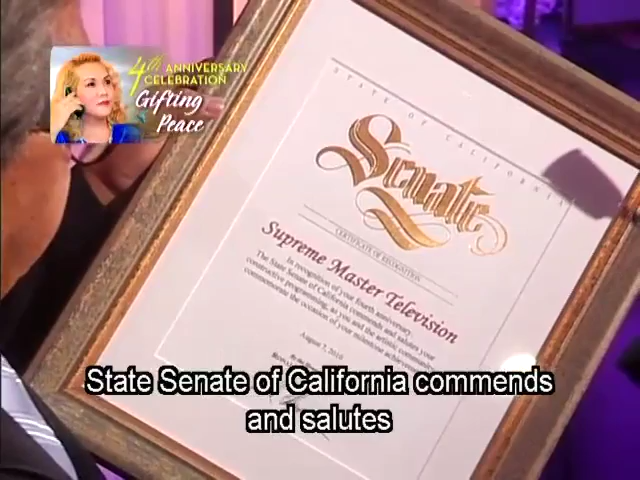 4th ANNIVERSARY
CELEBRATION
Gifting
Peace
STATE OF CALIFORNIA
Senate
CERTIFICATE OF RECOGNITION
Supreme Master Television
In recognition of your fourth anniversary,
The State Senate of California commends and salutes your
constructive programming, as you and the artistic community
commemorate the occasion of your milestone achievement.
August 7, 2010
State Senate of California commends
and salutes